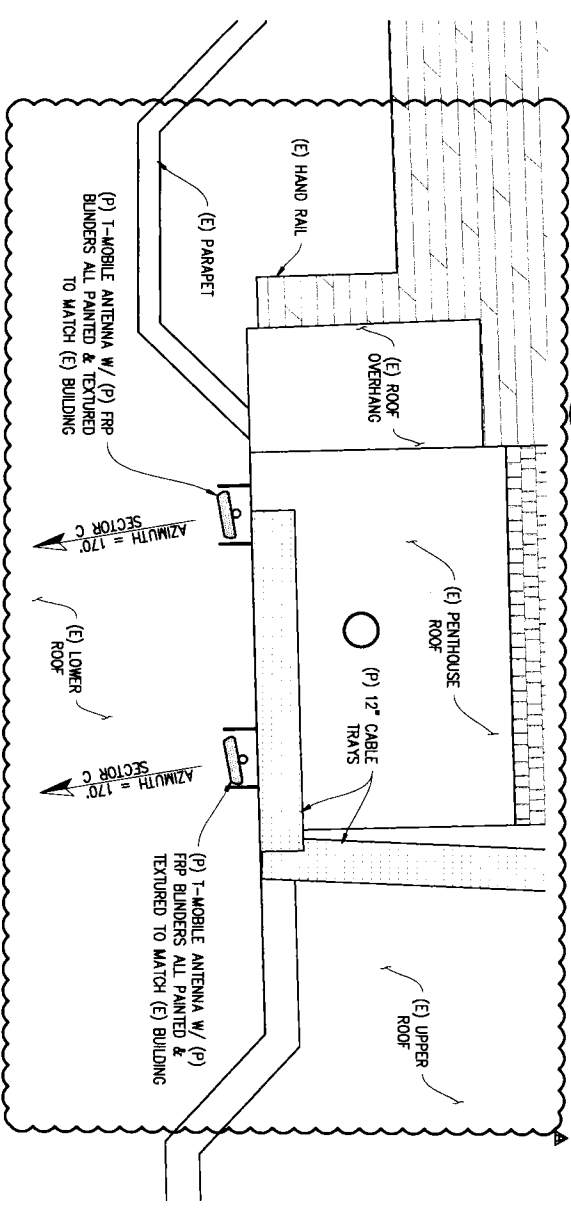 (E) HAND RAIL
(E) PARAPET
(P) T-MOBILE ANTENNA W/ (P) FRP
BLINDERS ALL PAINTED & TEXTURED
TO MATCH (E) BUILDING
(E) ROOF
OVERHANG
AZIMUTH = 170°
SECTOR C
(E) LOWER
ROOF
(E) PENTHOUSE
ROOF
(P) 12" CABLE
TRAYS
AZIMUTH = 170°
SECTOR C
(P) T-MOBILE ANTENNA W/ (P)
FRP BLINDERS ALL PAINTED &
TEXTURED TO MATCH (E) BUILDING
(E) UPPER
ROOF